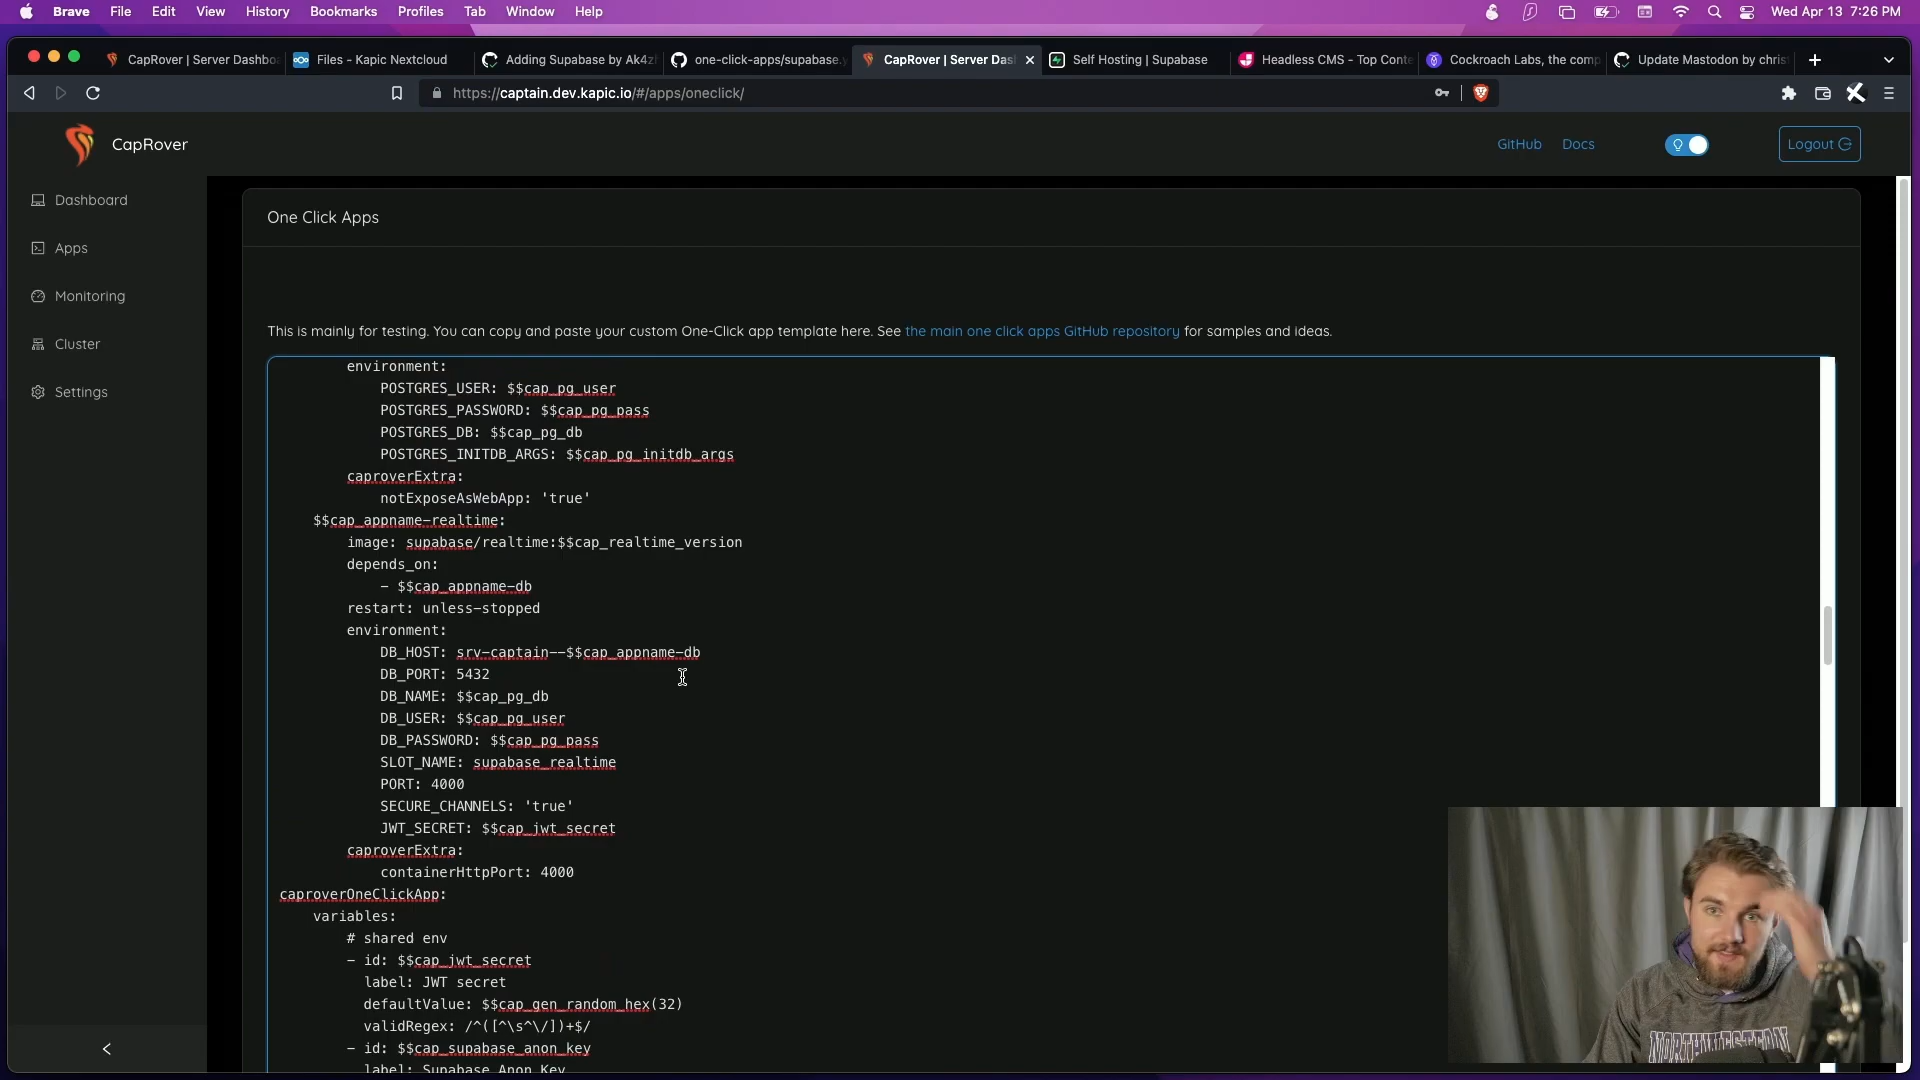 Brave File Edit View History Bookmarks Profiles Tab Window Help Wed Apr 13 7:26 PM
CapRover | Server Dashbo Files - Kapic Nextcloud Adding Supabase by Ak4z one-click-apps/supabase.y CapRover | Server Das Self Hosting | Supabase Headless CMS - Top Conte Cockroach Labs, the comp Update Mastodon by chris
https://captain.dev.kapic.io/#/apps/oneclick/
CapRover GitHub Docs Logout
Dashboard
Apps
Monitoring
Cluster
Settings
One Click Apps
This is mainly for testing. You can copy and paste your custom One-Click app template here. See the main one click apps GitHub repository for samples and ideas.
environment:
POSTGRES_USER: $$cap_pg_user
POSTGRES_PASSWORD: $$cap_pg_pass
POSTGRES_DB: $$cap_pg_db
POSTGRES_INITDB_ARGS: $$cap_pg_initdb_args
caproverExtra:
notExposeAsWebApp: 'true'
$$cap_appname-realtime:
image: supabase/realtime:$$cap_realtime_version
depends_on:
- $$cap_appname-db
restart: unless-stopped
environment:
DB_HOST: srv-captain--$$cap_appname-db
DB_PORT: 5432
DB_NAME: $$cap_pg_db
DB_USER: $$cap_pg_user
DB_PASSWORD: $$cap_pg_pass
SLOT_NAME: supabase_realtime
PORT: 4000
SECURE_CHANNELS: 'true'
JWT_SECRET: $$cap_jwt_secret
caproverExtra:
containerHttpPort: 4000
caproverOneClickApp:
variables:
# shared env
- id: $$cap_jwt_secret
label: JWT secret
defaultValue: $$cap_gen_random_hex(32)
validRegex: /^([^\s^\/])+$/
- id: $$cap_supabase_anon_key
label: Supabase Anon Key
NORTHWESTERN